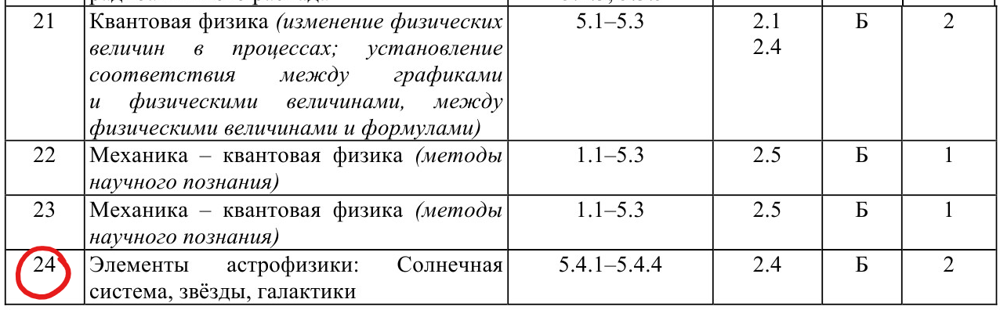 21 Квантовая физика (изменение физических 5.1–5.3 2.1 Б 2
величин в процессах; установление 2.4
соответствия между графиками
и физическими величинами, между
физическими величинами и формулами)
22 Механика – квантовая физика (методы 1.1–5.3 2.5 Б 1
научного познания)
23 Механика – квантовая физика (методы 1.1–5.3 2.5 Б 1
научного познания)
24 Элементы астрофизики: Солнечная 5.4.1–5.4.4 2.4 Б 2
система, звёзды, галактики